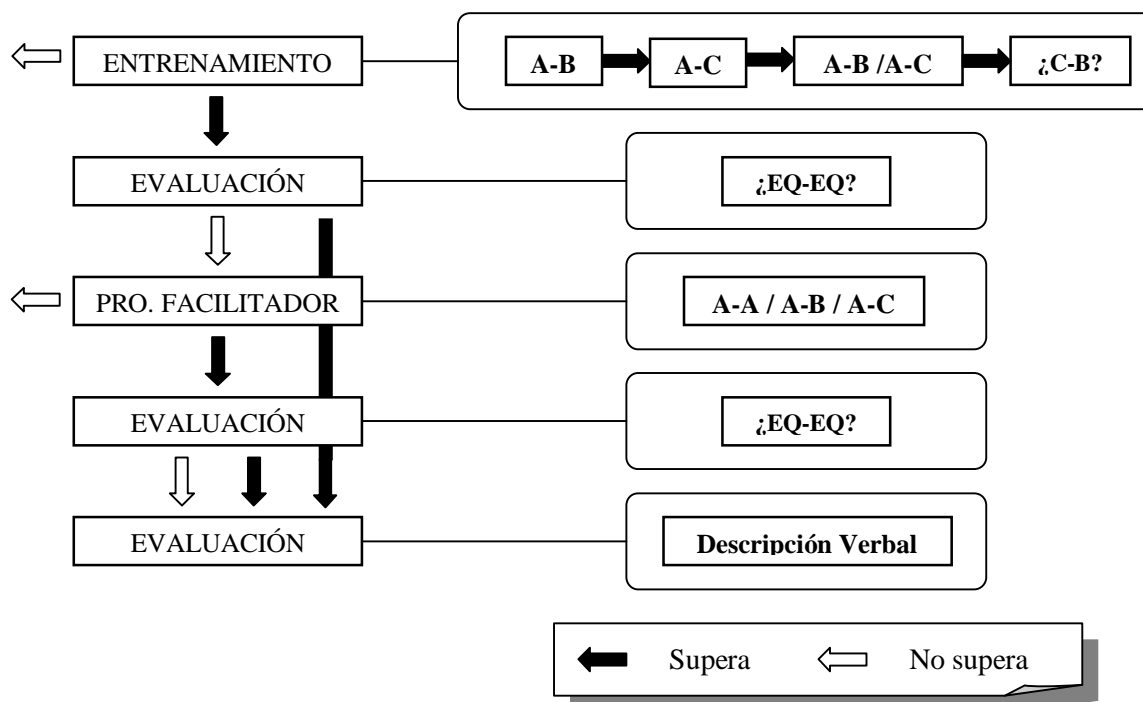 ENTRENAMIENTO
A-B
A-C
A-B /A-C
¿C-B?
EVALUACIÓN
¿EQ-EQ?
PRO. FACILITADOR
A-A / A-B / A-C
EVALUACIÓN
¿EQ-EQ?
EVALUACIÓN
Descripción Verbal
Supera
No supera